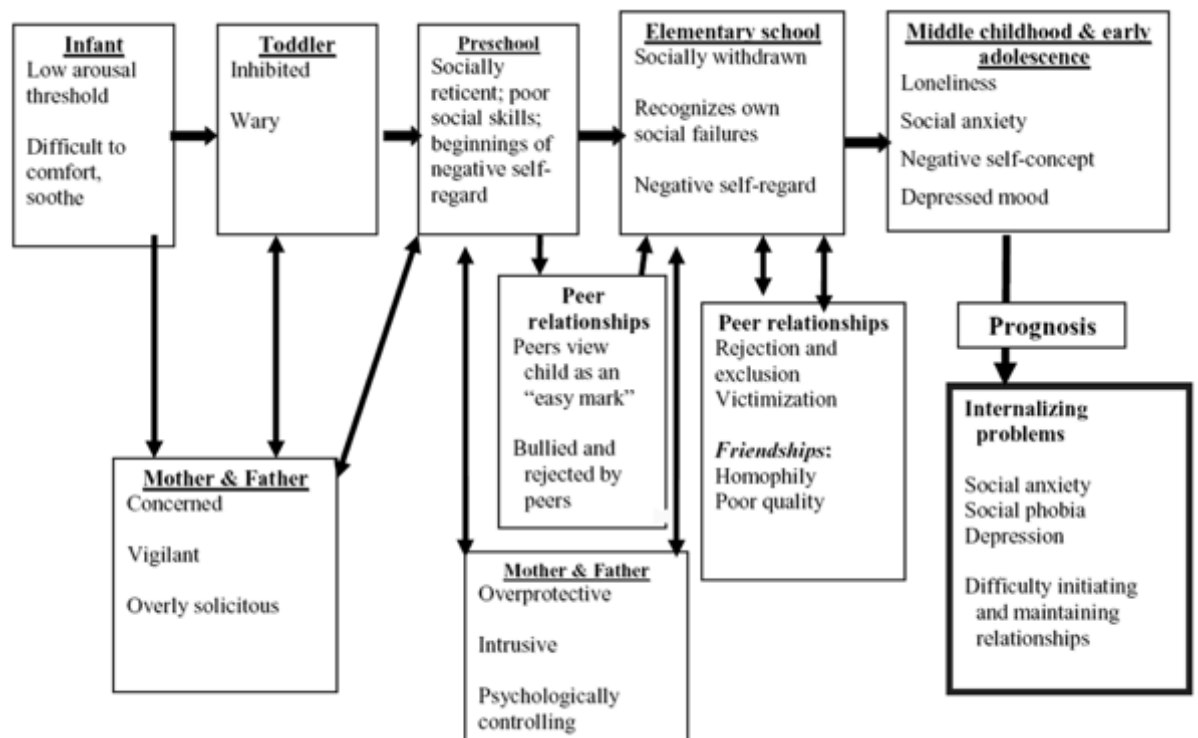 Infant
Low arousal
threshold
Difficult to
comfort,
soothe
Toddler
Inhibited
Wary
Preschool
Socially
reticent; poor
social skills;
beginnings of
negative self-
regard
Elementary school
Socially withdrawn
Recognizes own
social failures
Negative self-regard
Middle childhood & early
adolescence
Loneliness
Social anxiety
Negative self-concept
Depressed mood
Mother & Father
Concerned
Vigilant
Overly solicitous
Peer
relationships
Peers view
child as an
“easy mark”
Bullied and
rejected by
peers
Mother & Father
Overprotective
Intrusive
Psychologically
controlling
Peer relationships
Rejection and
exclusion
Victimization
Friendships:
Homophily
Poor quality
Prognosis
Internalizing
problems
Social anxiety
Social phobia
Depression
Difficulty initiating
and maintaining
relationships